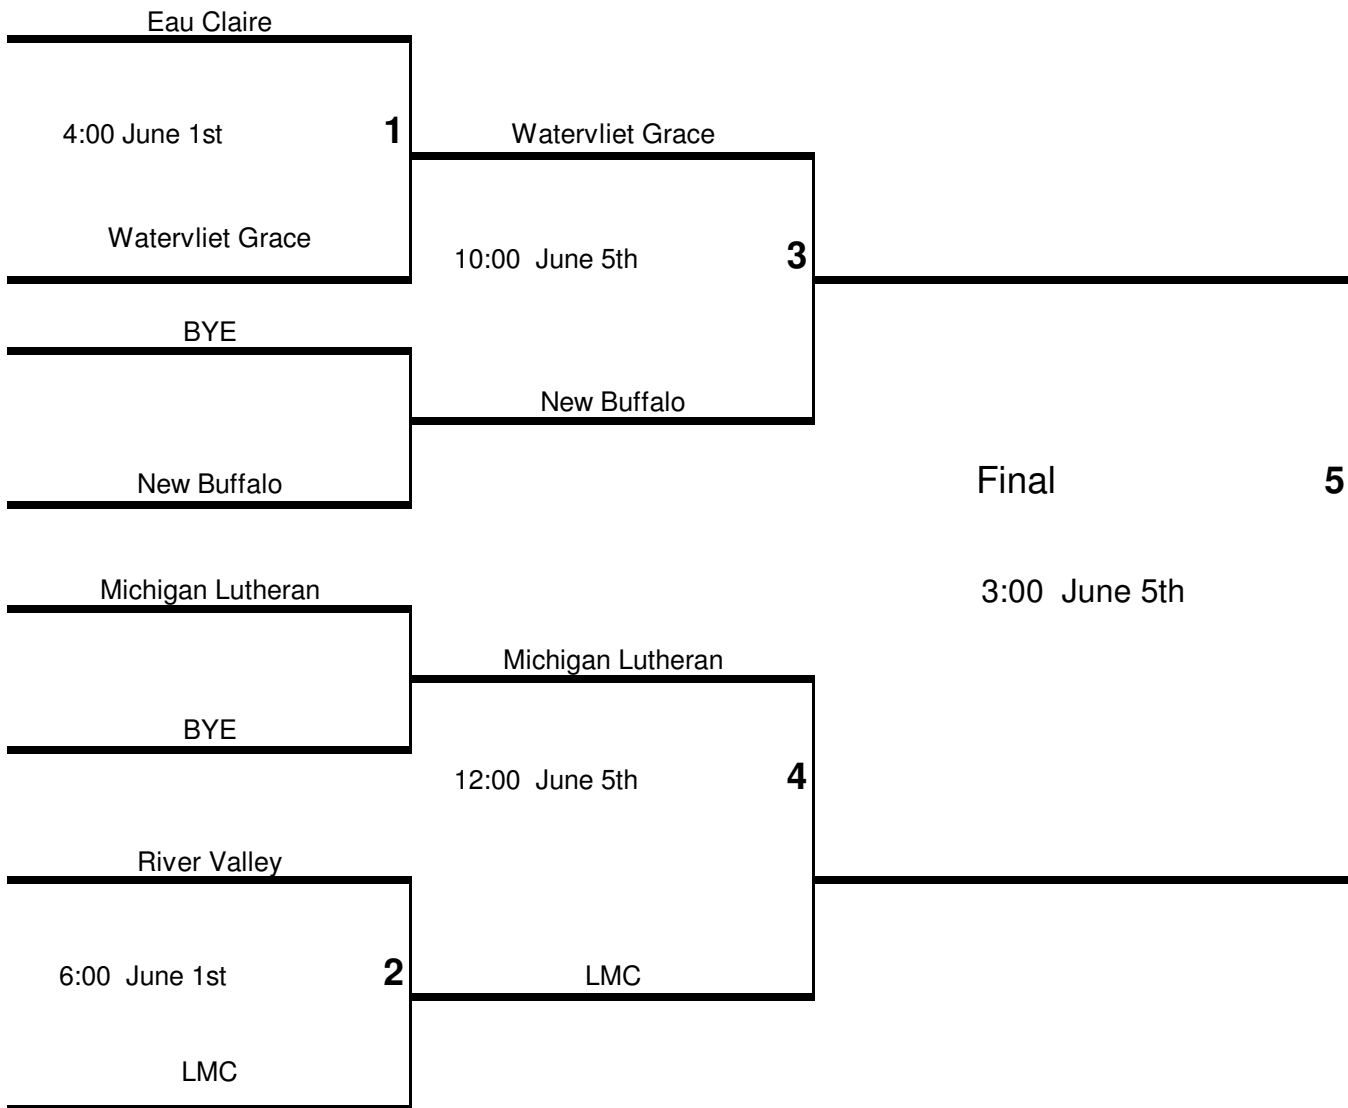 Eau Claire
4:00 June 1st
1
Watervliet Grace
Watervliet Grace
10:00 June 5th
3
BYE
New Buffalo
New Buffalo
Final
5
Michigan Lutheran
3:00 June 5th
Michigan Lutheran
BYE
12:00 June 5th
4
River Valley
6:00 June 1st
2
LMC
LMC